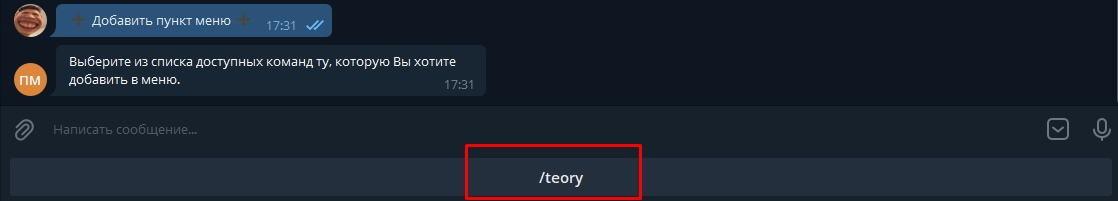 ➕ Добавить пункт меню ➕
17:31
ПМ
Выберите из списка доступных команд ту, которую Вы хотите
добавить в меню.
17:31
Написать сообщение...
/teory